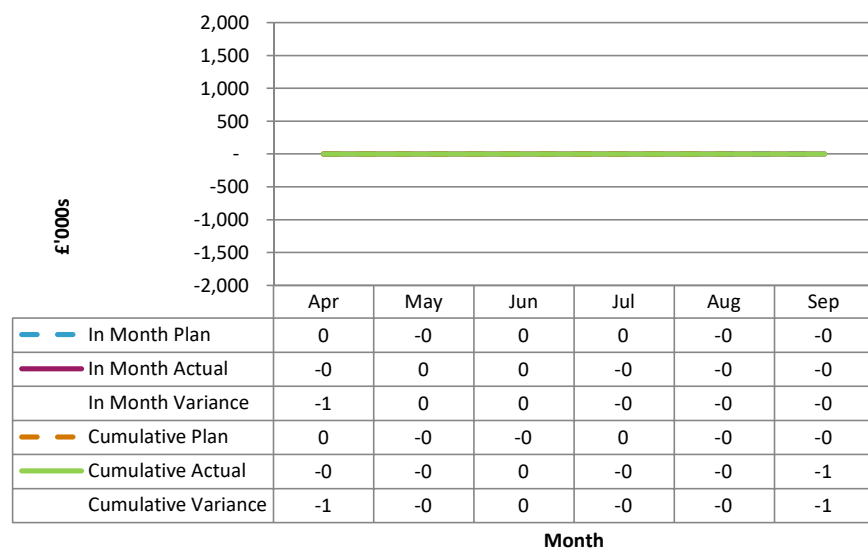 2,000
1,500
1,000
500
-
-500
-1,000
-1,500
-2,000
£'000s
Apr May Jun Jul Aug Sep
In Month Plan 0 -0 0 0 -0 -0
In Month Actual -0 0 0 -0 -0 -0
In Month Variance -1 0 0 -0 -0 -0
Cumulative Plan 0 -0 -0 0 -0 -0
Cumulative Actual -0 -0 0 -0 -0 -1
Cumulative Variance -1 -0 0 -0 -0 -1
Month